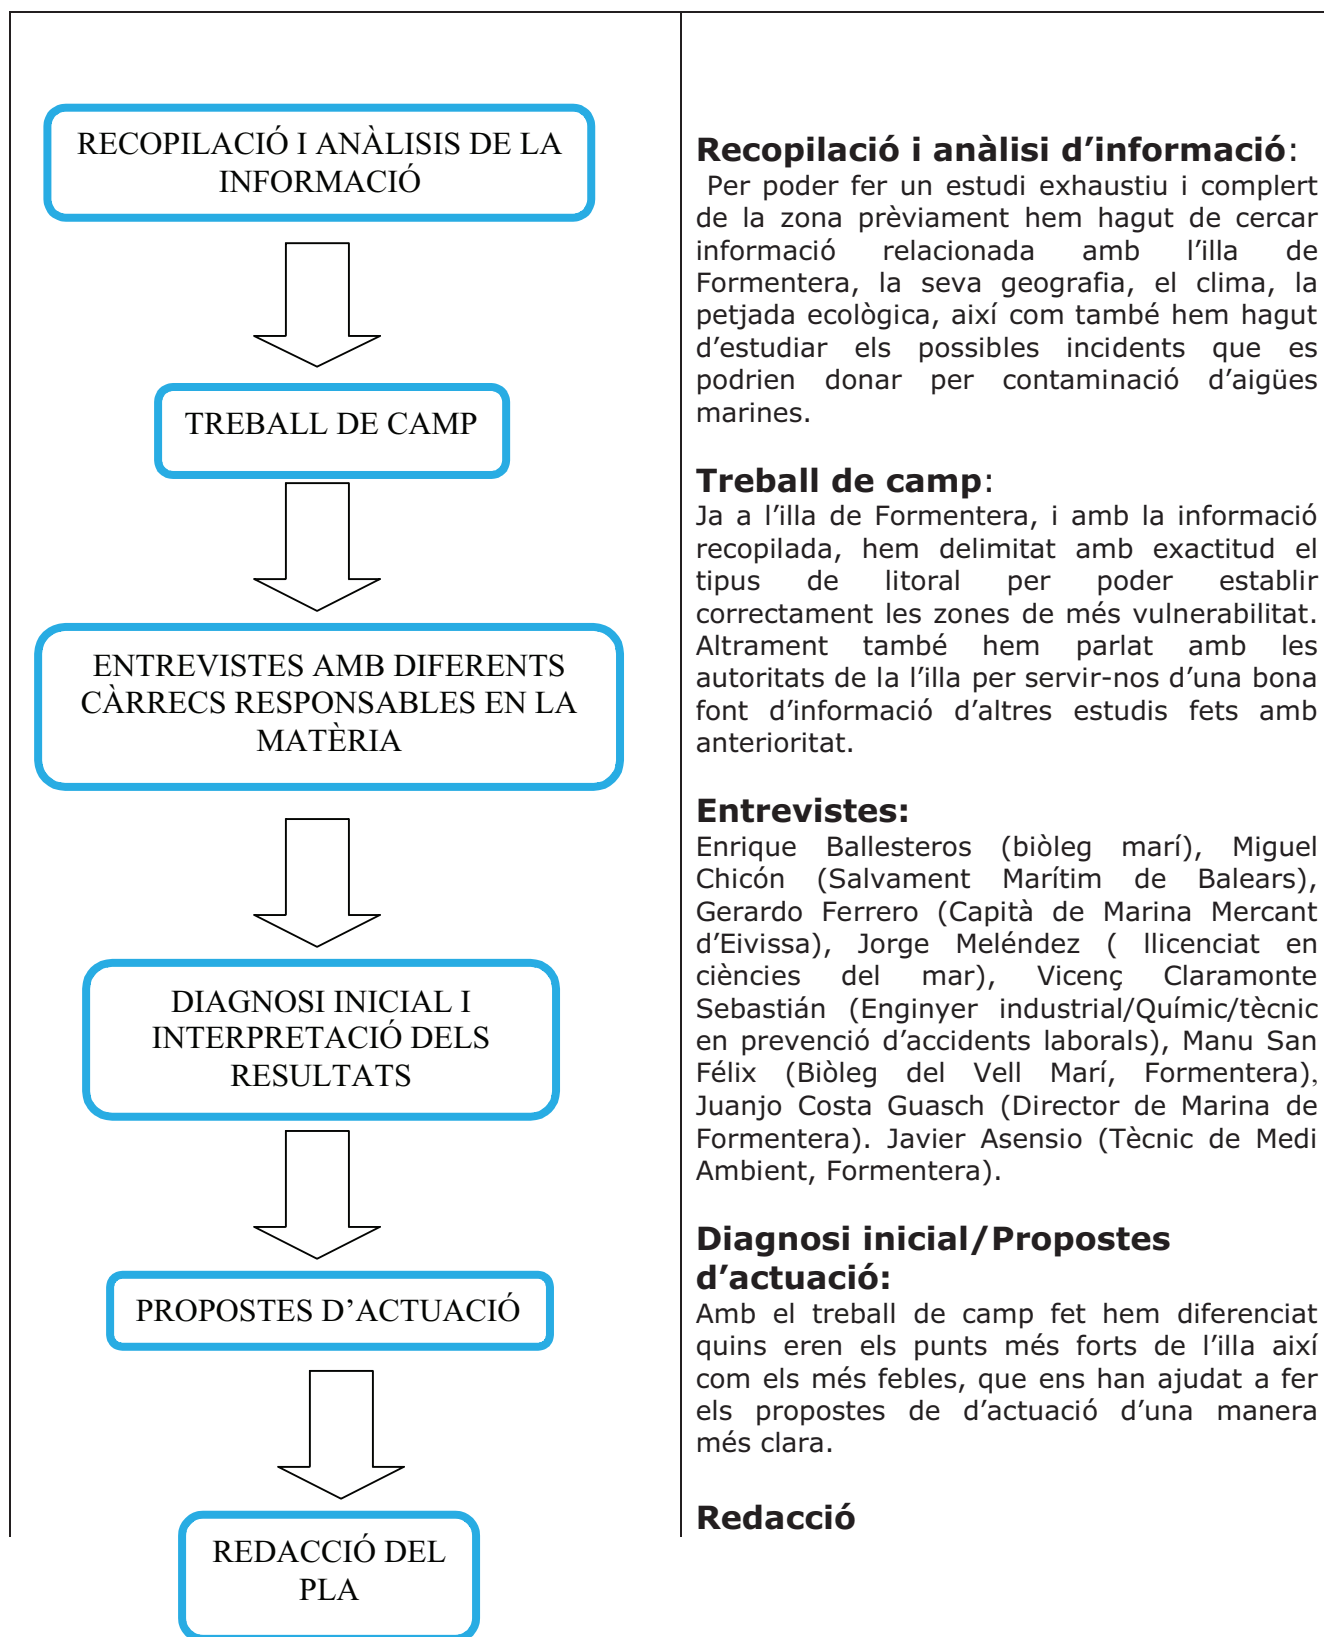 RECOPILACIÓ I ANÀLISIS DE LA
INFORMACIÓ
TREBALL DE CAMP
ENTREVISTES AMB DIFERENTS
CÀRRECS RESPONSABLES EN LA
MATÈRIA
DIAGNOSI INICIAL I
INTERPRETACIÓ DELS
RESULTATS
PROPOSTES D’ACTUACIÓ
REDACCIÓ DEL
PLA
Recopilació i anàlisi d’informació:
Per poder fer un estudi exhaustiu i complert
de la zona prèviament hem hagut de cercar
informació relacionada amb l’illa de
Formentera, la seva geografia, el clima, la
petjada ecològica, així com també hem hagut
d’estudiar els possibles incidents que es
podrien donar per contaminació d’aigües
marines.
Treball de camp:
Ja a l’illa de Formentera, i amb la informació
recopilada, hem delimitat amb exactitud el
tipus de litoral per poder establir
correctament les zones de més vulnerabilitat.
Altrament també hem parlat amb les
autoritats de la l’illa per servir-nos d’una bona
font d’informació d’altres estudis fets amb
anterioritat.
Entrevistes:
Enrique Ballesteros (biòleg marí), Miguel
Chicón (Salvament Marítim de Balears),
Gerardo Ferrero (Capità de Marina Mercant
d’Eivissa), Jorge Meléndez ( llicenciat en
ciències del mar), Vicenç Claramonte
Sebastián (Enginyer industrial/Químic/tècnic
en prevenció d’accidents laborals), Manu San
Félix (Biòleg del Vell Marí, Formentera),
Juanjo Costa Guasch (Director de Marina de
Formentera). Javier Asensio (Tècnic de Medi
Ambient, Formentera).
Diagnosi inicial/Propostes
d’actuació:
Amb el treball de camp fet hem diferenciat
quins eren els punts més forts de l’illa així
com els més febles, que ens han ajudat a fer
els propostes de d’actuació d’una manera
més clara.
Redacció